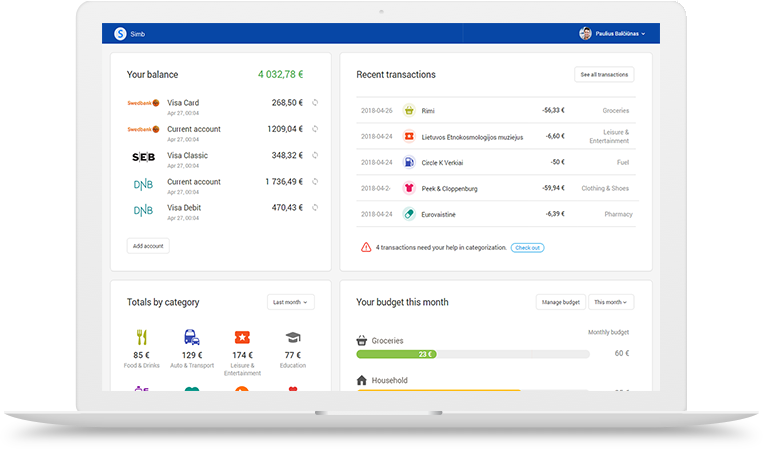 S Simb
Paulius Balčiūnas
Your balance
4 032,78 €
Swedbank
Visa Card
268,50 €
Apr 27, 00:04
Swedbank
Current account
1209,04 €
Apr 27, 00:04
SEB
Visa Classic
348,32 €
Apr 27, 00:04
DNB
Current account
1 736,49 €
Apr 27, 00:04
DNB
Visa Debit
470,43 €
Apr 27, 00:04
Add account
Recent transactions
See all transactions
2018-04-26 Rimi -56,33 € Groceries
2018-04-24 Lietuvos Etnokosmologijos muziejus -6,60 € Leisure &
Entertainment
2018-04-24 Circle K Verkiai -50 € Fuel
2018-04-2- Peek & Cloppenburg -59,94 € Clothing & Shoes
2018-04-24 Eurovaistine -6,39 € Pharmacy
4 transactions need your help in categorization. Check out
Totals by category
Last month
85 € 129 € 174 € 77 €
Food & Drinks Auto & Transport Leisure & Education
Entertainment
Your budget this month
Manage budget
This month
Monthly budget
Groceries
23 €
60 €
Household